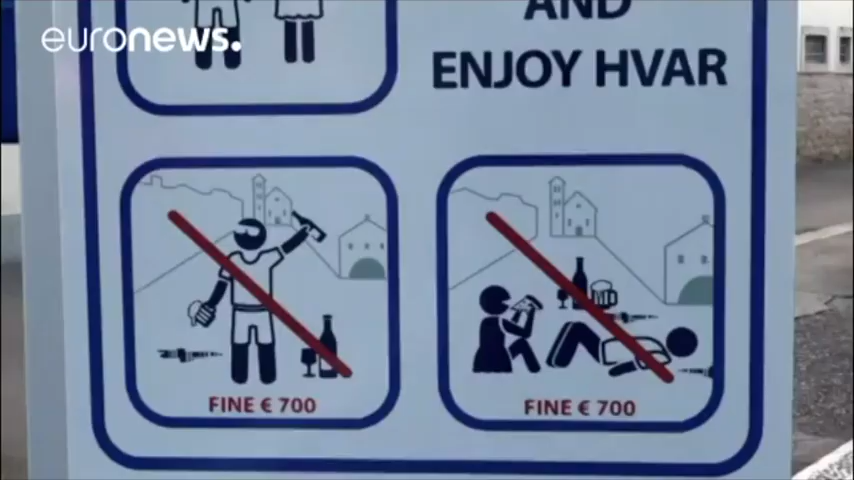 euronews.
AND
ENJOY HVAR
FINE € 700
FINE € 700